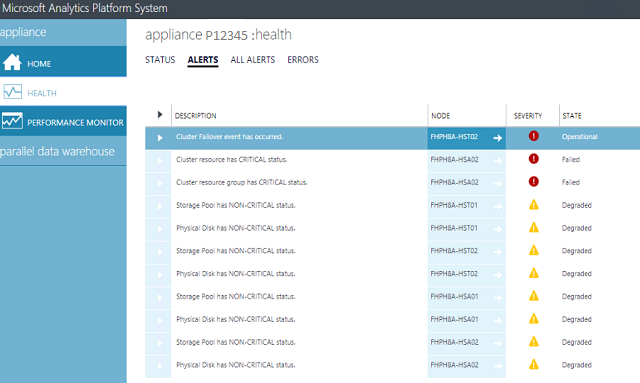 Microsoft Analytics Platform System
appliance
HOME
HEALTH
PERFORMANCE MONITOR
parallel data warehouse
appliance P12345 :health
STATUS ALERTS ALL ALERTS ERRORS
DESCRIPTION NODE SEVERITY STATE
Cluster Failover event has occurred. FHPH8A-HST02 Operational
Cluster resource has CRITICAL status. FHPH8A-HSA02 Failed
Cluster resource group has CRITICAL status. FHPH8A-HSA02 Failed
Storage Pool has NON-CRITICAL status. FHPH8A-HST01 Degraded
Physical Disk has NON-CRITICAL status. FHPH8A-HST01 Degraded
Storage Pool has NON-CRITICAL status. FHPH8A-HST02 Degraded
Physical Disk has NON-CRITICAL status. FHPH8A-HST02 Degraded
Storage Pool has NON-CRITICAL status. FHPH8A-HSA01 Degraded
Physical Disk has NON-CRITICAL status. FHPH8A-HSA01 Degraded
Storage Pool has NON-CRITICAL status. FHPH8A-HSA02 Degraded
Physical Disk has NON-CRITICAL status. FHPH8A-HSA02 Degraded